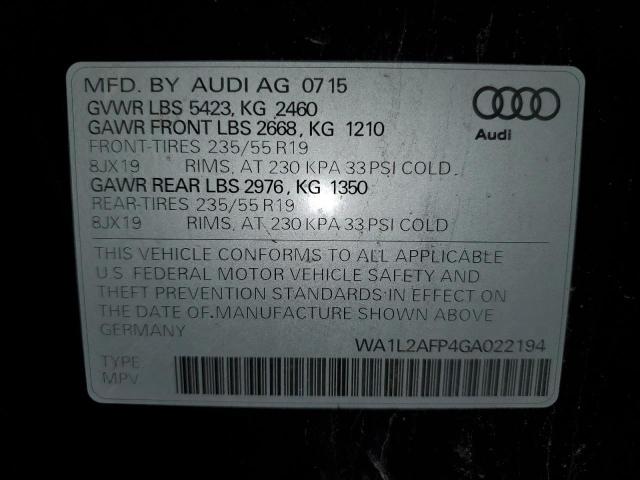 MFD. BY AUDI AG 07 15
GVWR LBS 5423, KG 2460
GAWR FRONT LBS 2668, KG 1210
FRONT-TIRES 235/55 R19
8JX19 RIMS, AT 230 KPA 33 PSI COLD
GAWR REAR LBS 2976, KG 1350
REAR-TIRES 235/55 R19
8JX19 RIMS, AT 230 KPA 33 PSI COLD
Audi
THIS VEHICLE CONFORMS TO ALL APPLICABLE
U.S. FEDERAL MOTOR VEHICLE SAFETY AND
THEFT PREVENTION STANDARDS IN EFFECT ON
THE DATE OF MANUFACTURE SHOWN ABOVE
GERMANY
WA1L2AFP4GA022194
TYPE
MPV